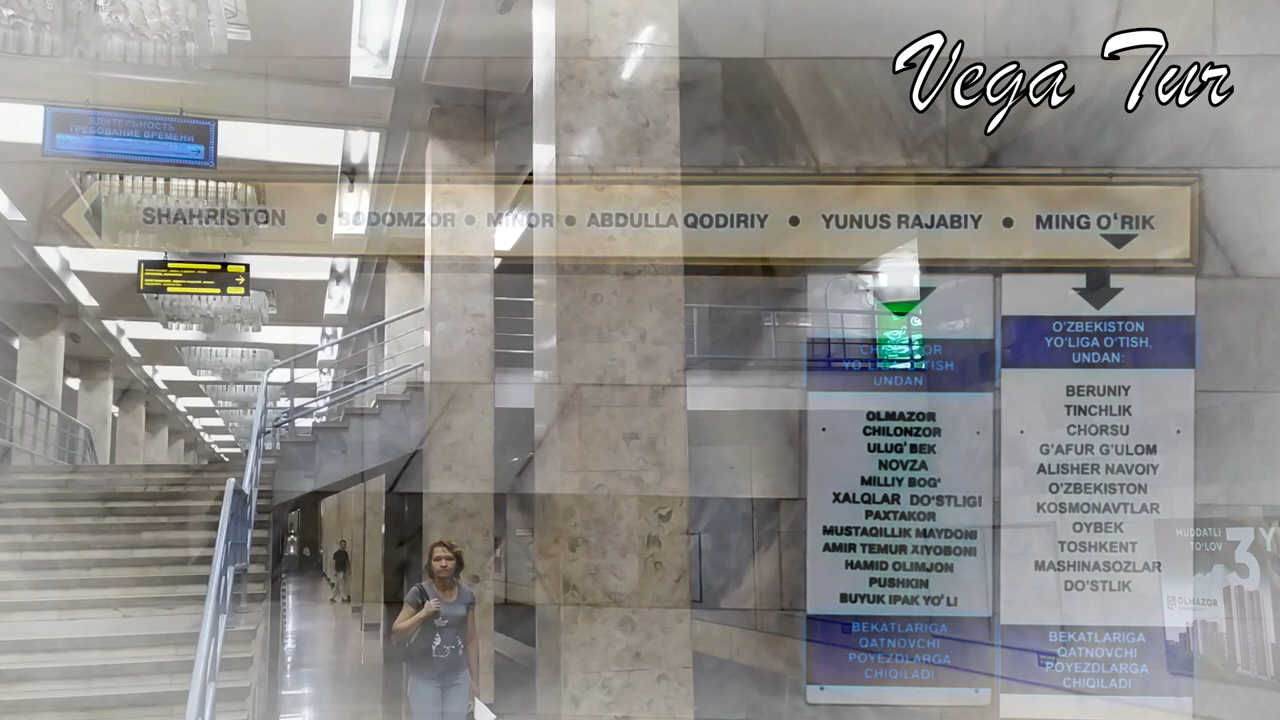 Vega Tur
ТРЕБОВАНИЕ ВРЕМЕНИ
SHAHRISTON • BODOMZOR • MINOR • ABDULLA QODIRIY • YUNUS RAJABIY • MING O‘RIK
YO'LIGA O'TISH
UNDAN
OLMAZOR
CHILONZOR
ULUG‘BEK
NOVZA
MILLIY BOG‘
XALQLAR DO‘STLIGI
PAXTAKOR
MUSTAQILLIK MAYDONI
AMIR TEMUR XIYOBONI
HAMID OLIMJON
PUSHKIN
BUYUK IPAK YO‘LI
BEKATLARIGA
QATNOVCHI
POYEZDLARGA
CHIQILADI
O'ZBEKISTON
YO'LIGA O'TISH,
UNDAN:
BERUNIY
TINCHLIK
CHORSU
G'AFUR G'ULOM
ALISHER NAVOIY
O'ZBEKISTON
KOSMONAVTLAR
OYBEK
TOSHKENT
MASHINASOZLAR
DO'STLIK
BEKATLARIGA
QATNOVCHI
POYEZDLARGA
CHIQILADI
MUDDATLI
TO'LOV 3 Y
OLMAZOR